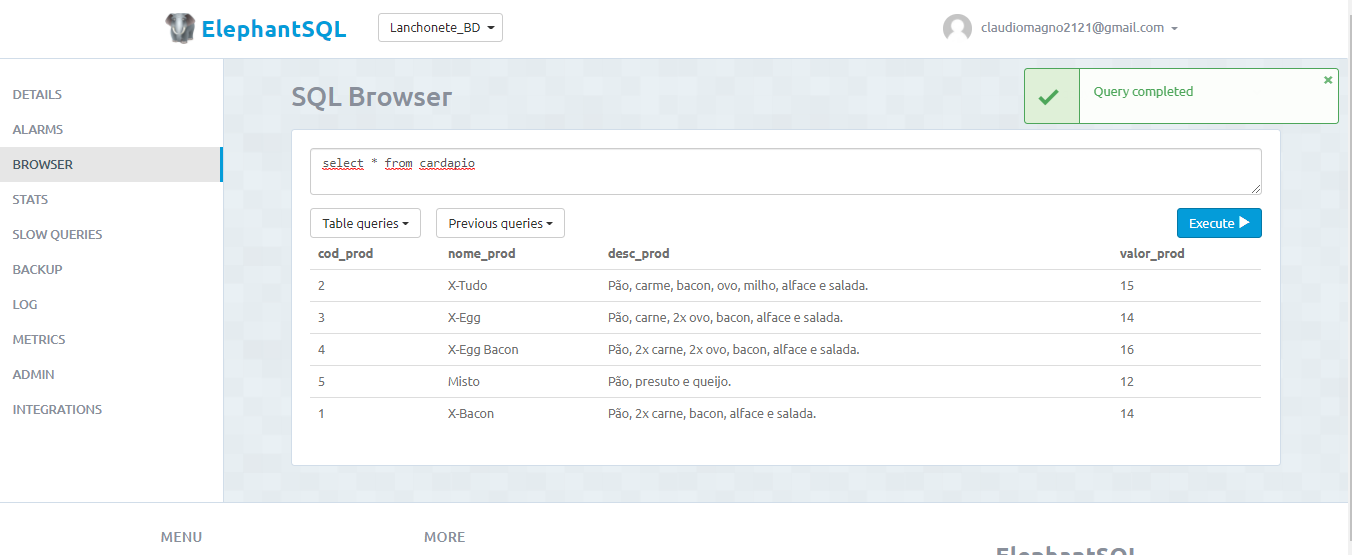 ElephantSQL
Lanchonete_BD
claudiomagno2121@gmail.com
DETAILS
ALARMS
BROWSER
STATS
SLOW QUERIES
BACKUP
LOG
METRICS
ADMIN
INTEGRATIONS
SQL Browser
Query completed
select * from cardapio
Table queries
Previous queries
Execute
cod_prod nome_prod desc_prod valor_prod
2 X-Tudo Pão, carme, bacon, ovo, milho, alface e salada. 15
3 X-Egg Pão, carne, 2x ovo, bacon, alface e salada. 14
4 X-Egg Bacon Pão, 2x carne, 2x ovo, bacon, alface e salada. 16
5 Misto Pão, presuto e queijo. 12
1 X-Bacon Pão, 2x carne, bacon, alface e salada. 14
MENU
MORE
ElephantSQL